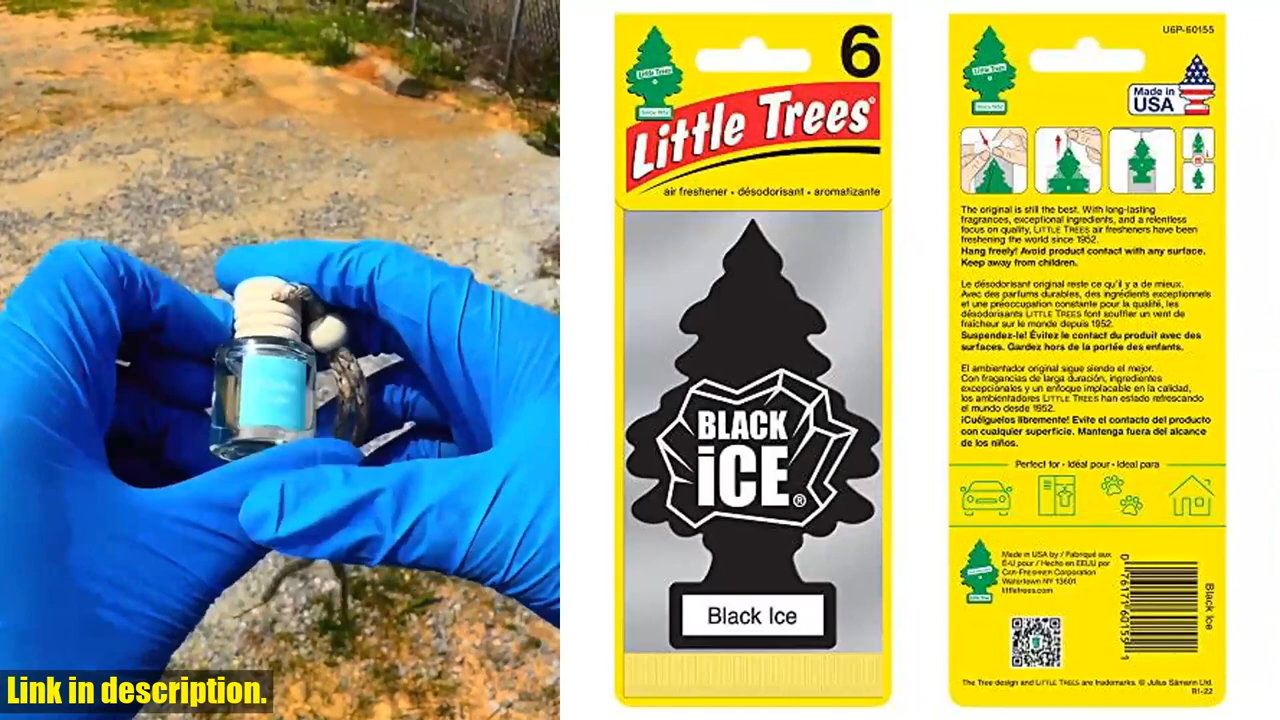 Link in description.
6
Little Trees
Since 1952
Little Trees®
air freshener • désodorisant • aromatizante
BLACK
iCE®
Black Ice
U6P-60155
Little Trees
Since 1952
Made in
USA
The original is still the best. With long-lasting
fragrances, exceptional ingredients, and a relentless
focus on quality, LITTLE TREES air fresheners have been
freshening the world since 1952.
Hang freely! Avoid product contact with any surface.
Keep away from children.
Le désodorisant original reste ce qu'il y a de mieux.
Avec des parfums durables, des ingrédients exceptionnels
et une préoccupation constante pour la qualité, les
désodorisants LITTLE TREES font souffler un vent de
fraîcheur sur le monde depuis 1952.
Suspendez-le! Évitez le contact du produit avec des
surfaces. Gardez hors de la portée des enfants.
El ambientador original sigue siendo el mejor.
Con fragancias de larga duración, ingredientes
excepcionales y un enfoque implacable en la calidad,
los ambientadores LITTLE TREES han estado refrescando
el mundo desde 1952.
¡Cuélguelos libremente! Evite el contacto del producto
con cualquier superficie. Mantenga fuera del alcance
de los niños.
Perfect for • Idéal pour • Ideal para
Made in USA by / Fabriqué aux
É-U pour / Hecho en EEUU por
CAR-FRESHNER Corporation
Watertown NY 13601
littletrees.com
0 76171 60155 1
Black Ice
The Tree design and LITTLE TREES are trademarks. © Julius Sämann Ltd.
R1-22